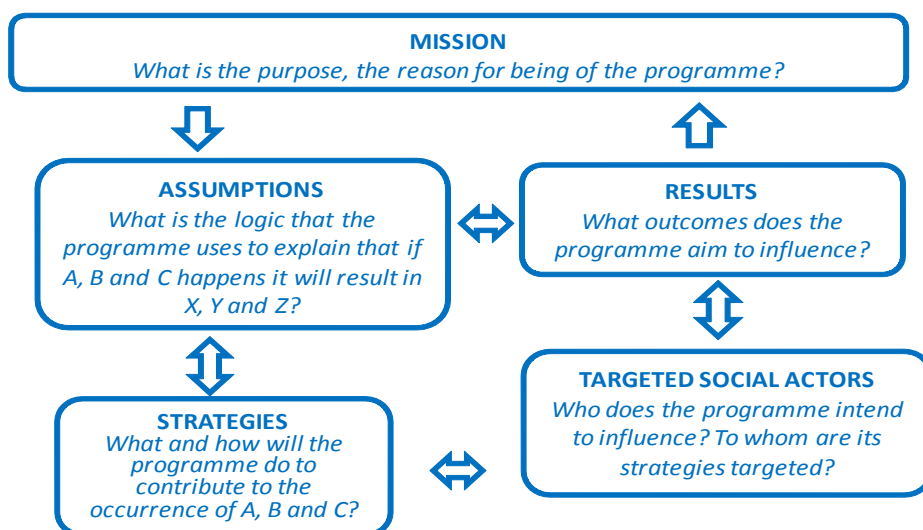 MISSION
What is the purpose, the reason for being of the programme?
ASSUMPTIONS
What is the logic that the
programme uses to explain that if
A, B and C happens it will result in
X, Y and Z?
RESULTS
What outcomes does the
programme aim to influence?
STRATEGIES
What and how will the
programme do to
contribute to the
occurrence of A, B and C?
TARGETED SOCIAL ACTORS
Who does the programme intend
to influence? To whom are its
strategies targeted?